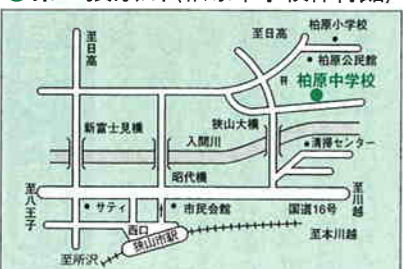 至日高
至日高
柏原小学校
柏原公民館
柏原中学校
新富士見橋
狭山大橋
入間川
清掃センター
昭代橋
至八王子
至川越
サティ
市民会館
国道16号
西口
狭山市駅
至本川越
至所沢